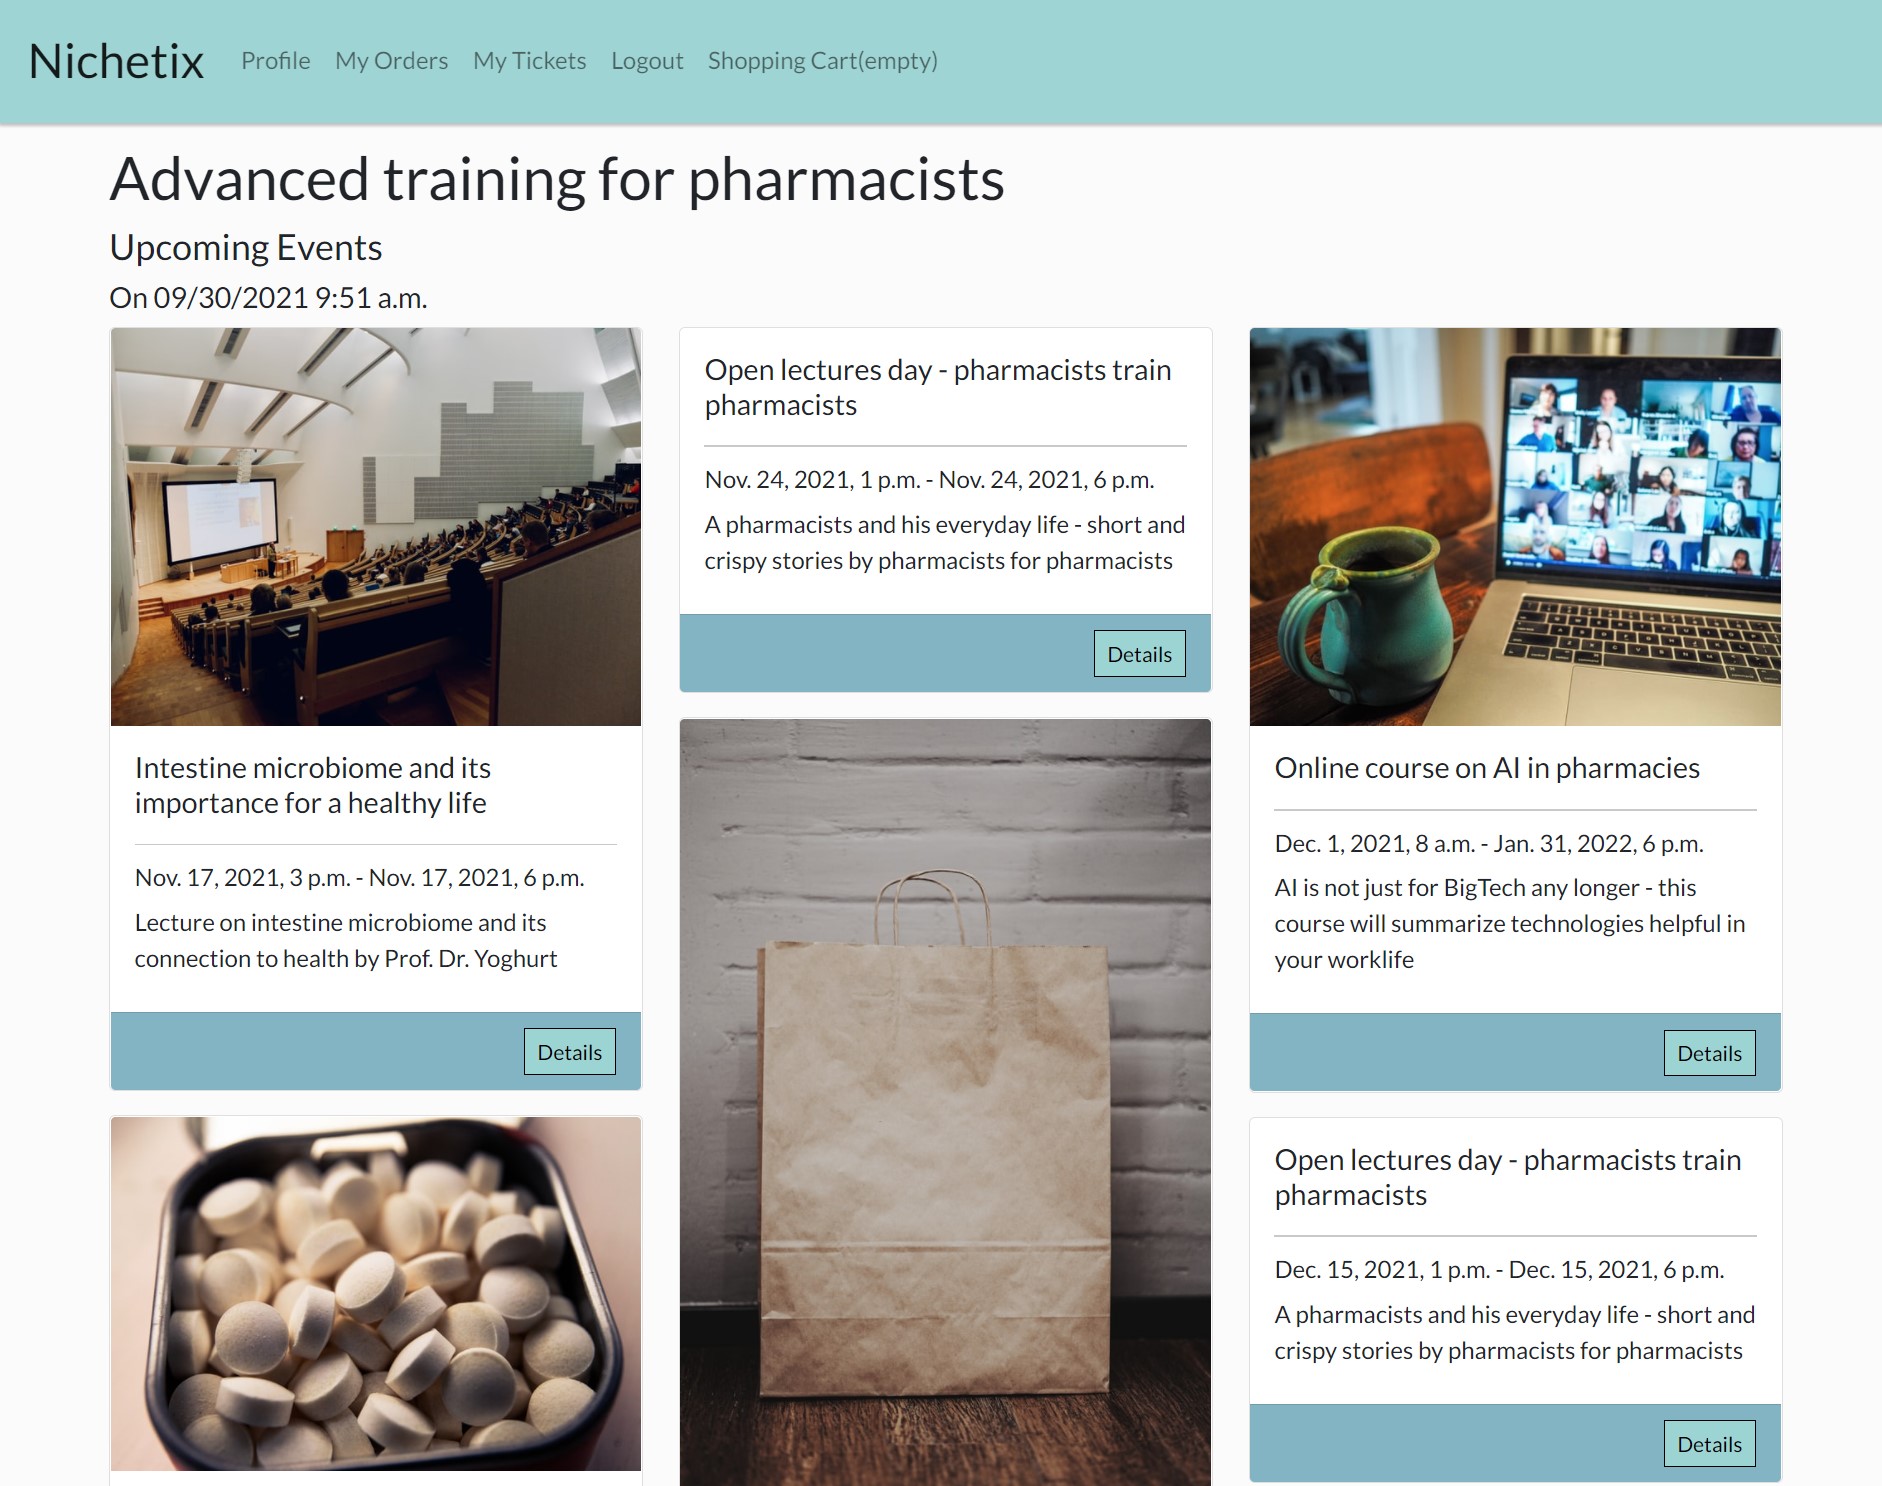 Nichetix Profile My Orders My Tickets Logout Shopping Cart(empty)
Advanced training for pharmacists
Upcoming Events
On 09/30/2021 9:51 a.m.
Intestine microbiome and its
importance for a healthy life
Nov. 17, 2021, 3 p.m. - Nov. 17, 2021, 6 p.m.
Lecture on intestine microbiome and its
connection to health by Prof. Dr. Yoghurt
Details
Open lectures day - pharmacists train
pharmacists
Nov. 24, 2021, 1 p.m. - Nov. 24, 2021, 6 p.m.
A pharmacists and his everyday life - short and
crispy stories by pharmacists for pharmacists
Details
Online course on AI in pharmacies
Dec. 1, 2021, 8 a.m. - Jan. 31, 2022, 6 p.m.
AI is not just for BigTech any longer - this
course will summarize technologies helpful in
your worklife
Details
Open lectures day - pharmacists train
pharmacists
Dec. 15, 2021, 1 p.m. - Dec. 15, 2021, 6 p.m.
A pharmacists and his everyday life - short and
crispy stories by pharmacists for pharmacists
Details